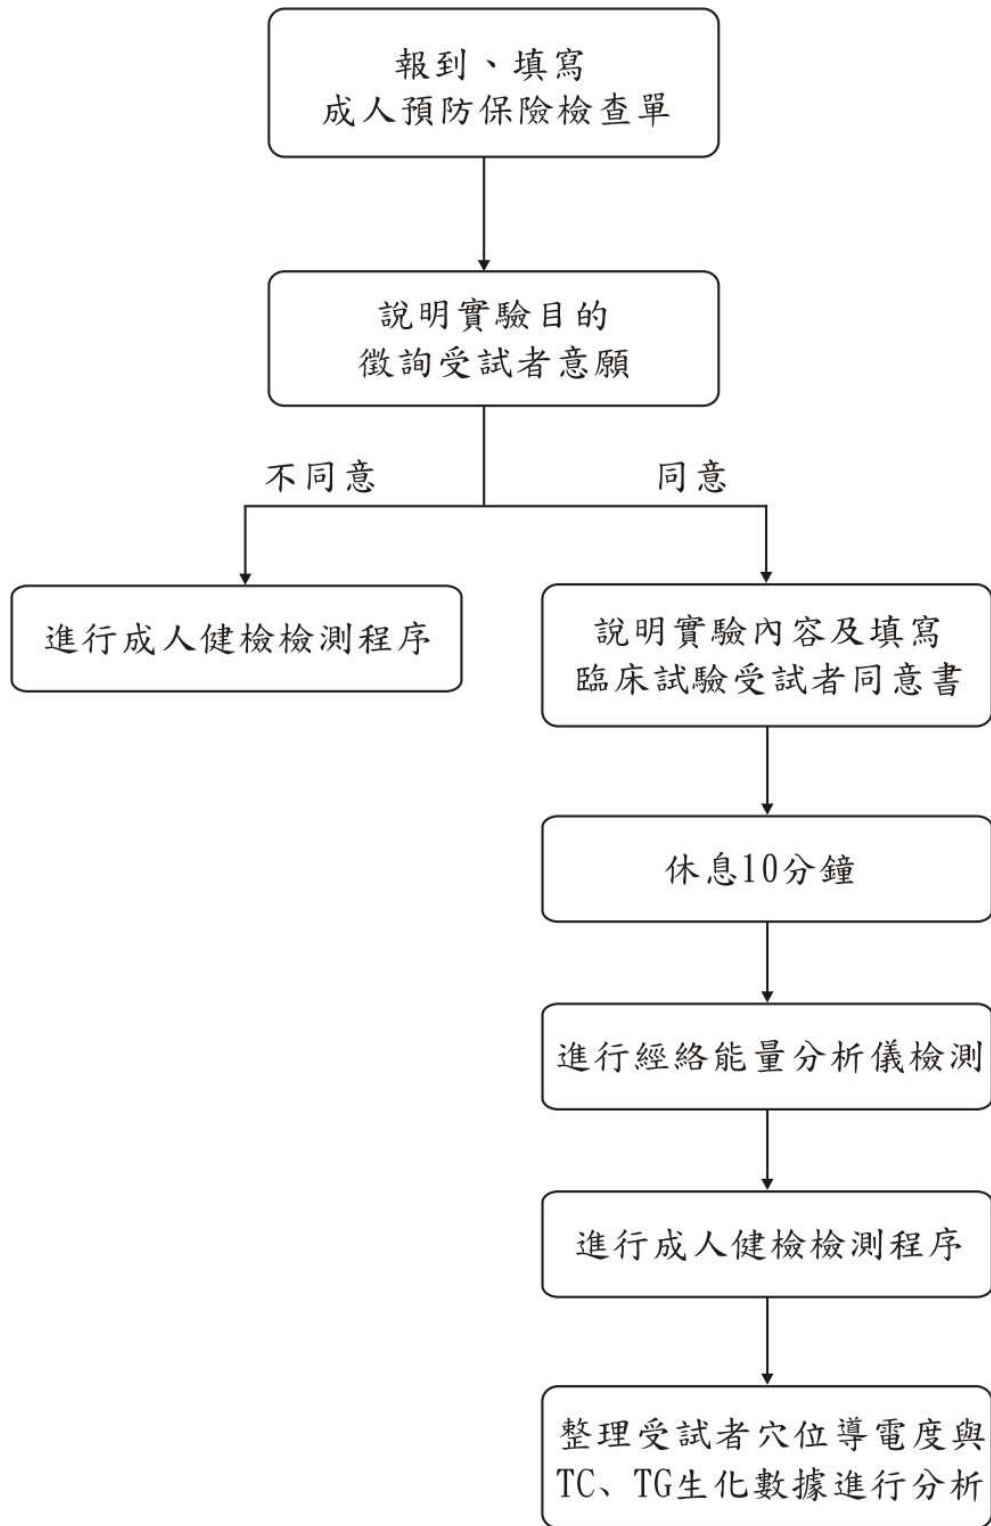 報到、填寫
成人預防保險檢查單
說明實驗目的
徵詢受試者意願
不同意
同意
進行成人健檢檢測程序
說明實驗內容及填寫
臨床試驗受試者同意書
休息10分鐘
進行經絡能量分析儀檢測
進行成人健檢檢測程序
整理受試者穴位導電度與
TC、TG生化數據進行分析